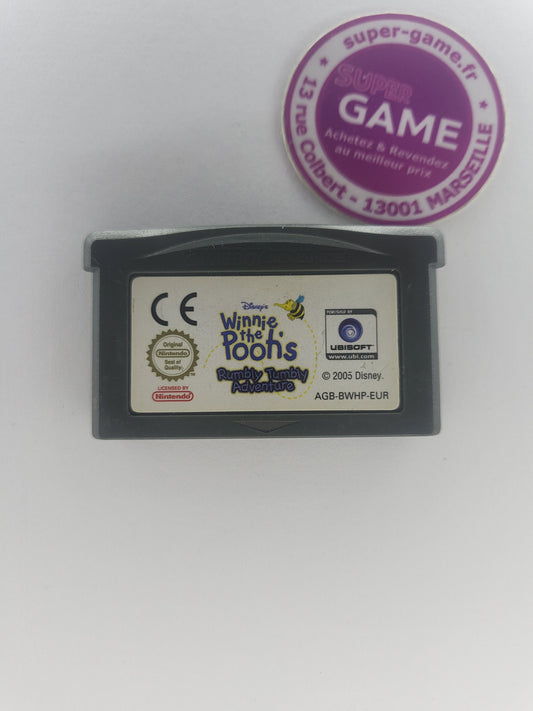 super-game.fr
SUPER
GAME
Achetez & Revendez
au meilleur prix
13 rue Colbert - 13001 MARSEILLE
CE
Original
Nintendo
Seal of
Quality
LICENSED BY
Nintendo
Disney's
Winnie
the
Pooh's
Rumbly Tumbly
Adventure
UBISOFT
www.ubi.com
© 2005 Disney.
AGB-BWHP-EUR